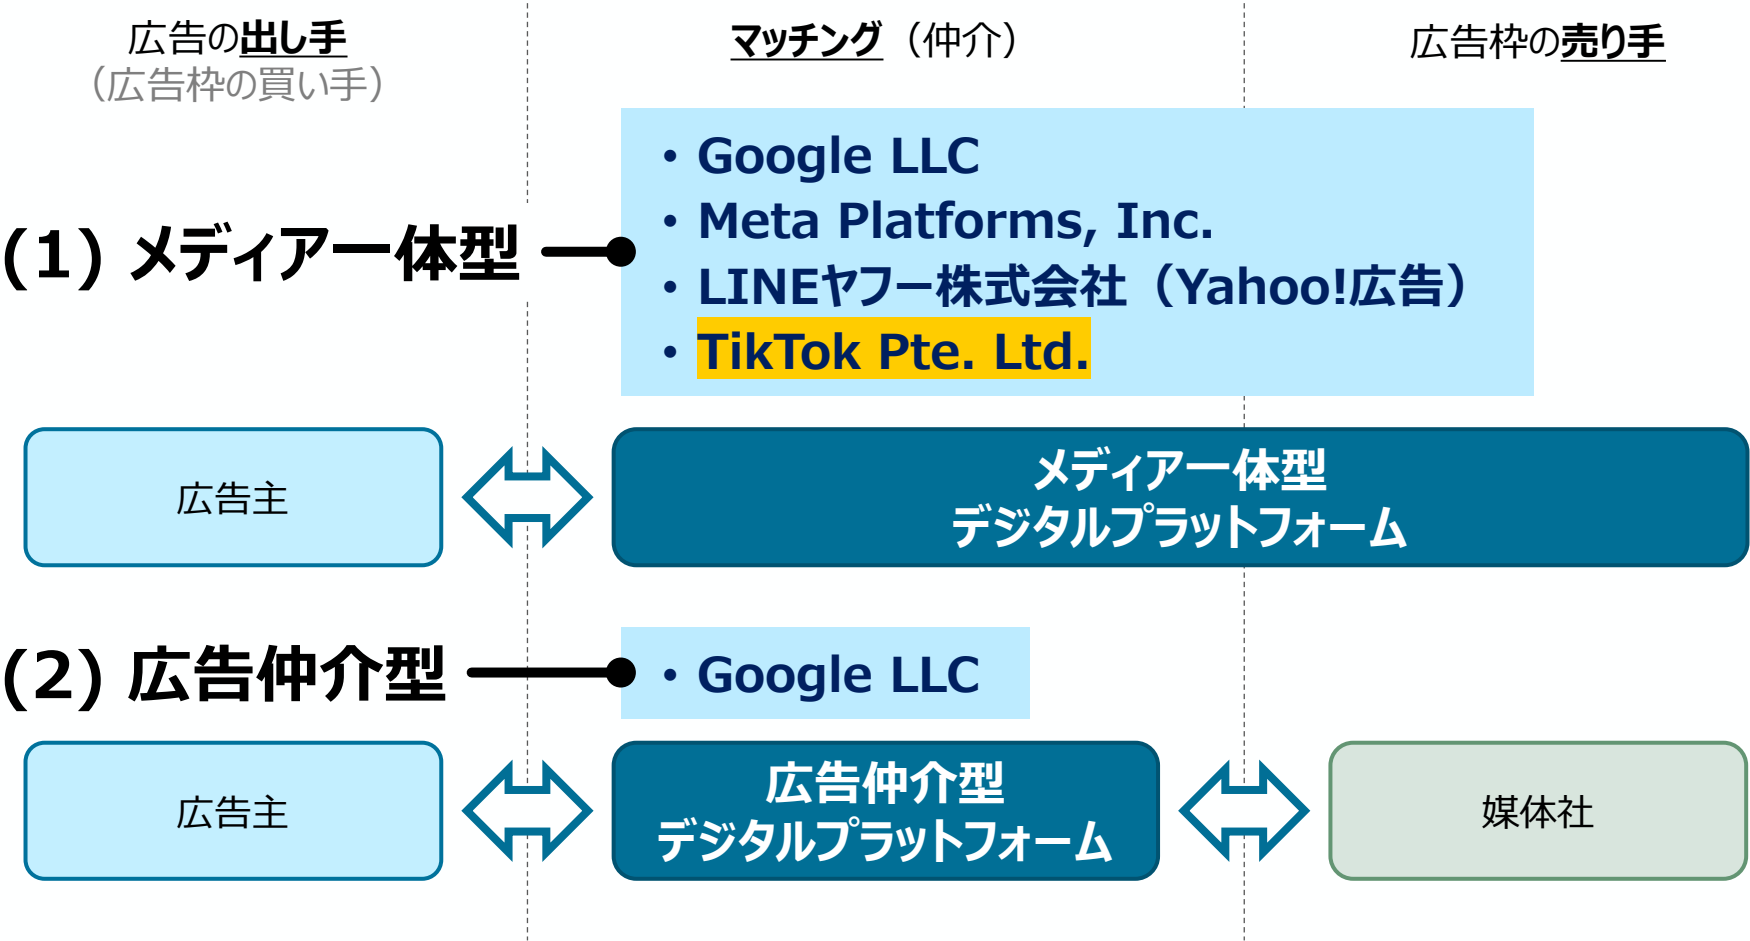 広告の出し手
（広告枠の買い手）
マッチング（仲介）
広告枠の売り手
(1) メディア一体型
・Google LLC
・Meta Platforms, Inc.
・LINEヤフー株式会社（Yahoo!広告）
・TikTok Pte. Ltd.
広告主
メディア一体型
デジタルプラットフォーム
(2) 広告仲介型
・Google LLC
広告主
広告仲介型
デジタルプラットフォーム
媒体社